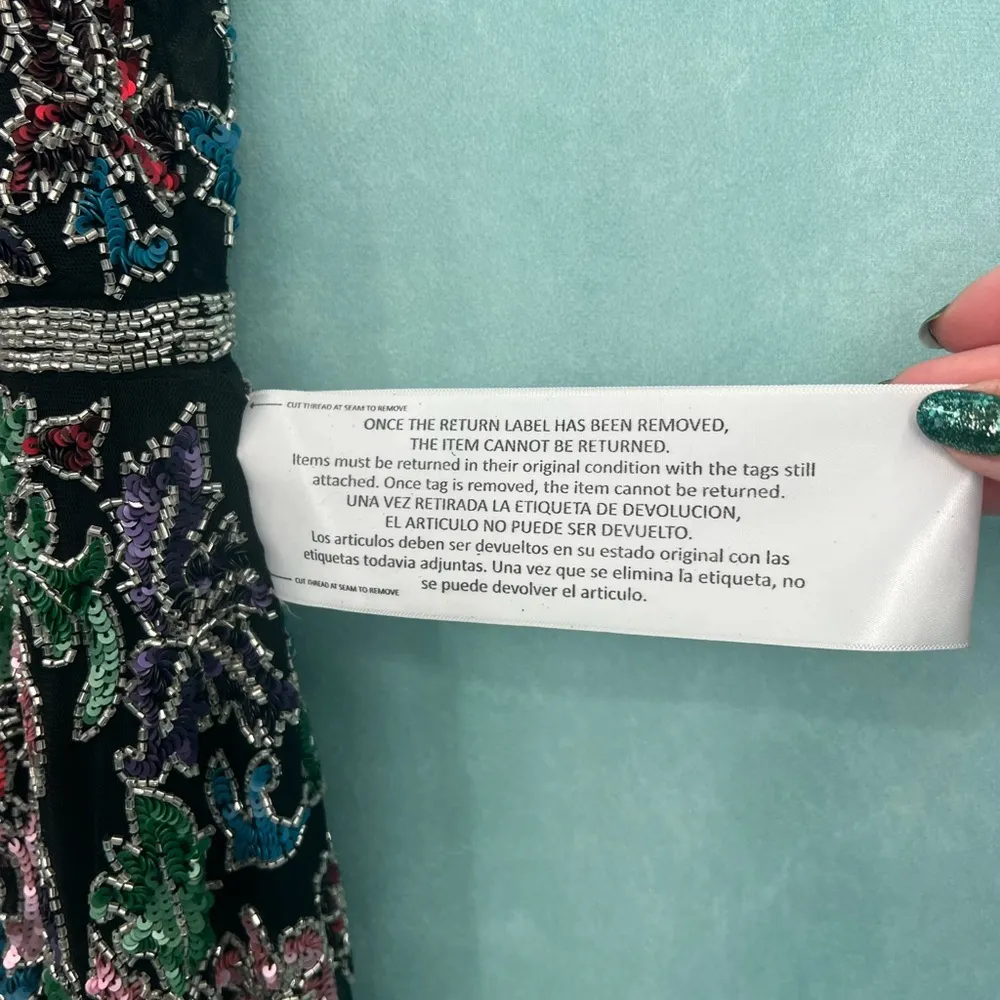 CUT THREAD AT SEAM TO REMOVE
ONCE THE RETURN LABEL HAS BEEN REMOVED,
THE ITEM CANNOT BE RETURNED.
Items must be returned in their original condition with the tags still
attached. Once tag is removed, the item cannot be returned.
UNA VEZ RETIRADA LA ETIQUETA DE DEVOLUCION,
EL ARTICULO NO PUEDE SER DEVUELTO.
Los articulos deben ser devueltos en su estado original con las
etiquetas todavia adjuntas. Una vez que se elimina la etiqueta, no
se puede devolver el articulo.
CUT THREAD AT SEAM TO REMOVE